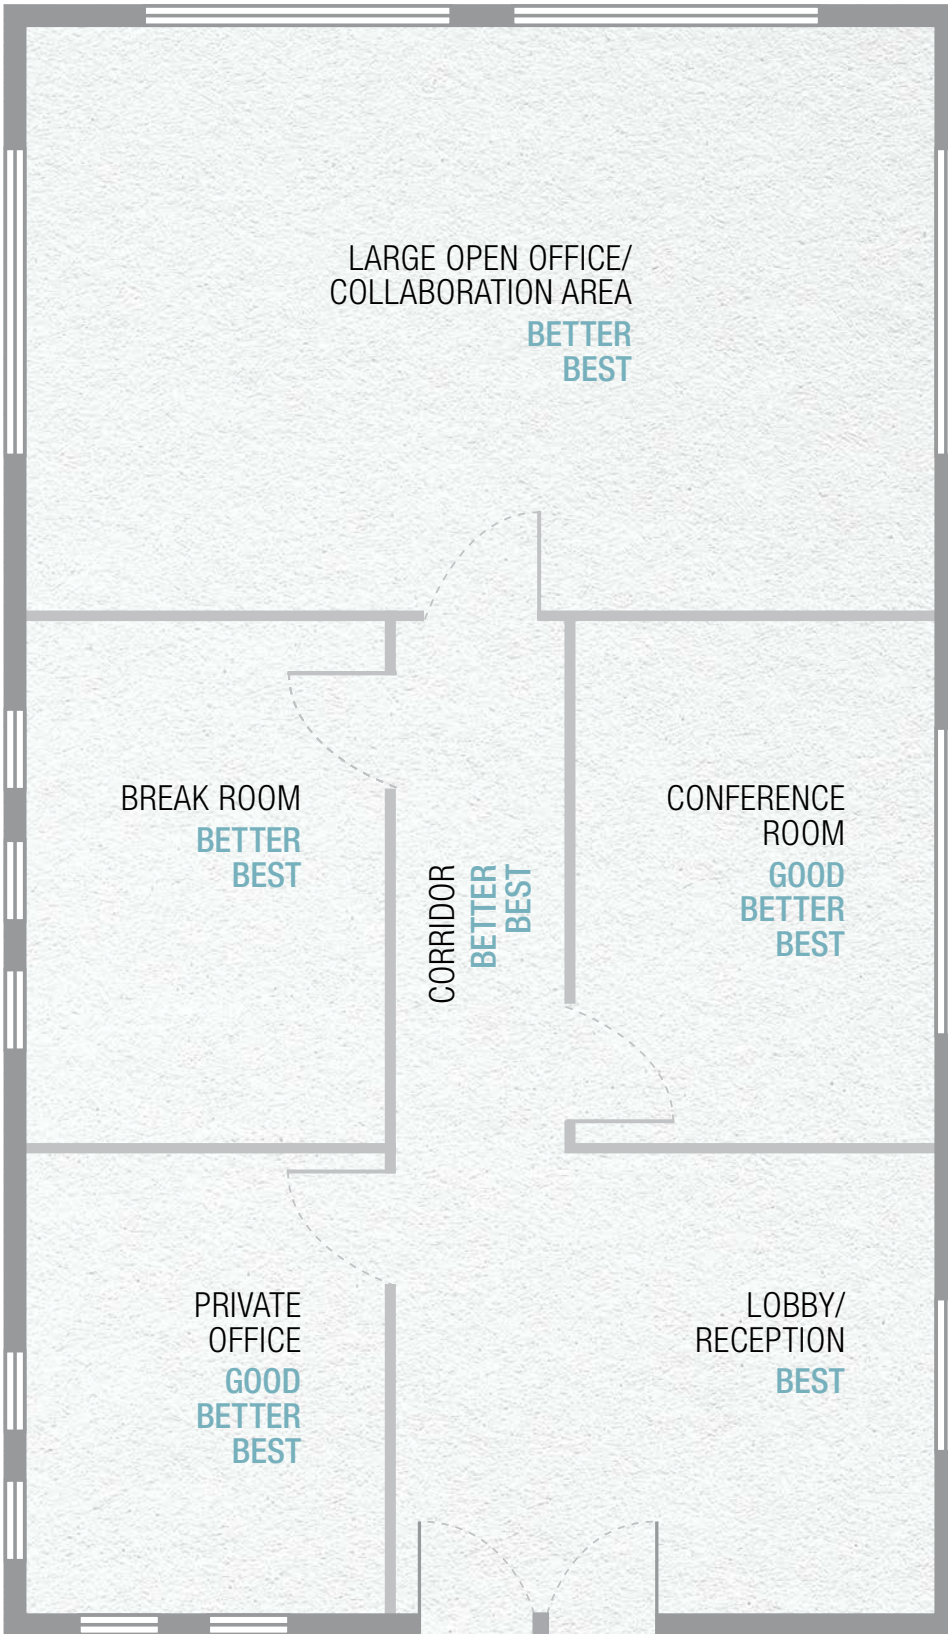 LARGE OPEN OFFICE/
COLLABORATION AREA
BETTER
BEST
BREAK ROOM
BETTER
BEST
CORRIDOR
BETTER
BEST
CONFERENCE
ROOM
GOOD
BETTER
BEST
PRIVATE
OFFICE
GOOD
BETTER
BEST
LOBBY/
RECEPTION
BEST